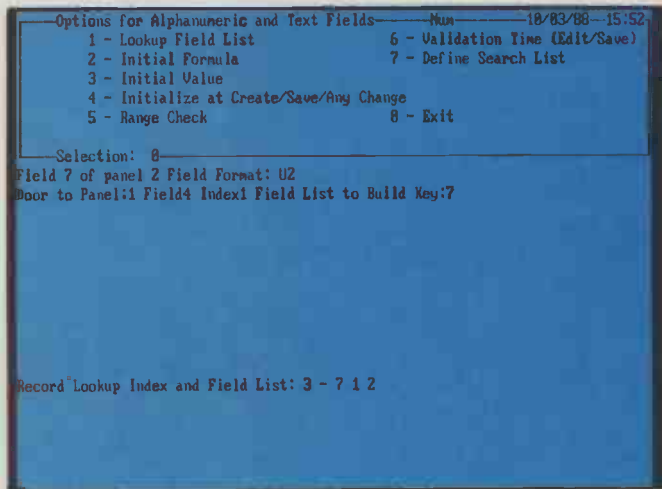 Options for Alphanumeric and Text Fields Num 10/03/88 15:52
1 - Lookup Field List 6 - Validation Time (Edit/Save)
2 - Initial Formula 7 - Define Search List
3 - Initial Value
4 - Initialize at Create/Save/Any Change
5 - Range Check 0 - Exit
Selection: 0
Field 7 of panel 2 Field Format: U2
Door to Panel:1 Field4 Index1 Field List to Build Key:7
Record Lookup Index and Field List: 3 - 7 1 2